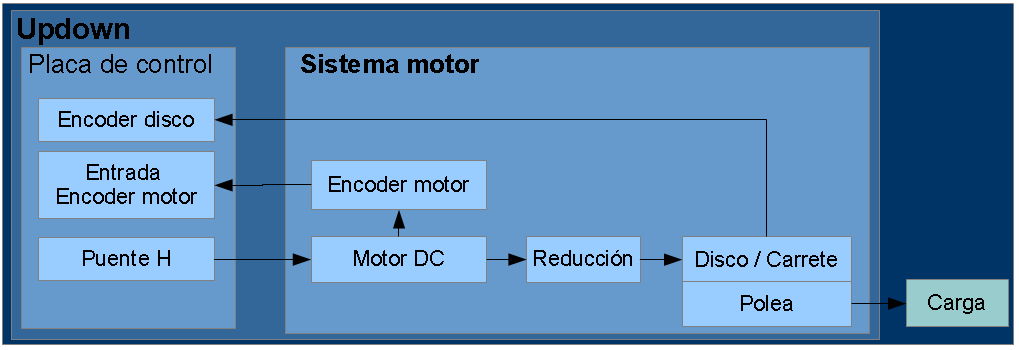 Updown
Placa de control
Sistema motor
Encoder disco
Entrada
Encoder motor
Encoder motor
Puente H
Motor DC
Reducción
Disco / Carrete
Polea
Carga